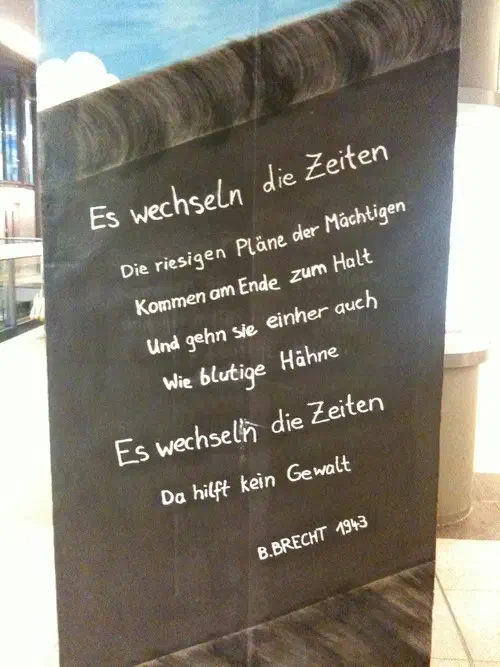 Es wechseln die Zeiten
Die riesigen Pläne der Mächtigen
Kommen am Ende zum Halt
Und gehn sie einher auch
Wie blutige Hähne
Es wechsel'n die Zeiten
Da hilft kein Gewalt
B.BRECHT 1943